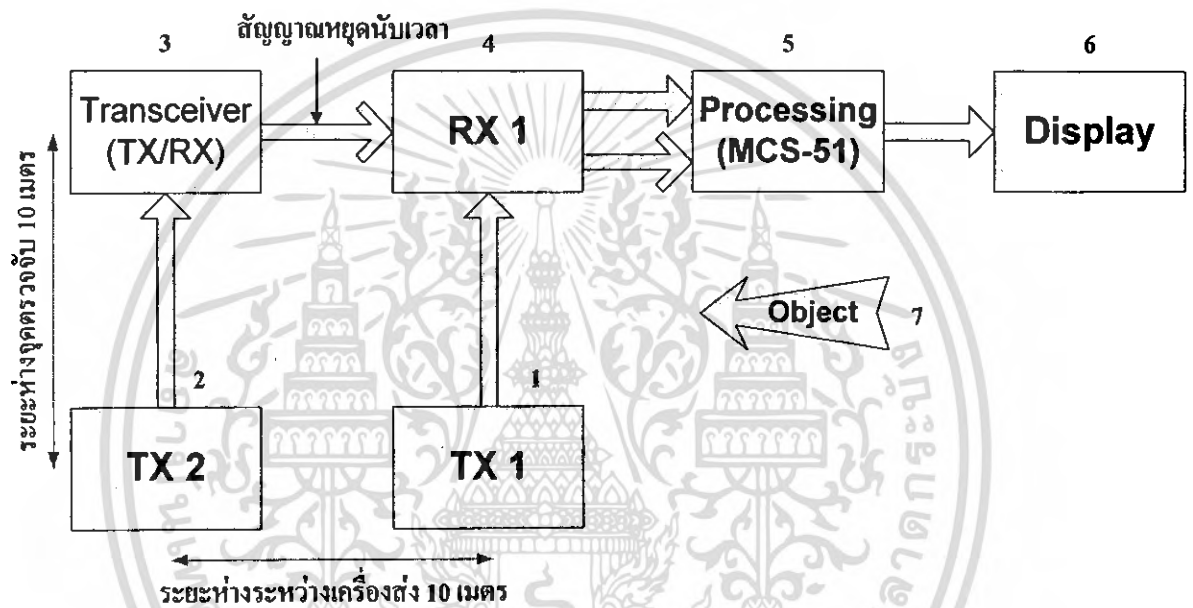 สัญญาณหยุดนับเวลา
3
4
5
6
Transceiver
(TX/RX)
RX 1
Processing
(MCS-51)
Display
ระยะห่างจุดตรวจจับ 10 เมตร
Object
7
2
1
TX 2
TX 1
ระยะห่างระหว่างเครื่องส่ง 10 เมตร